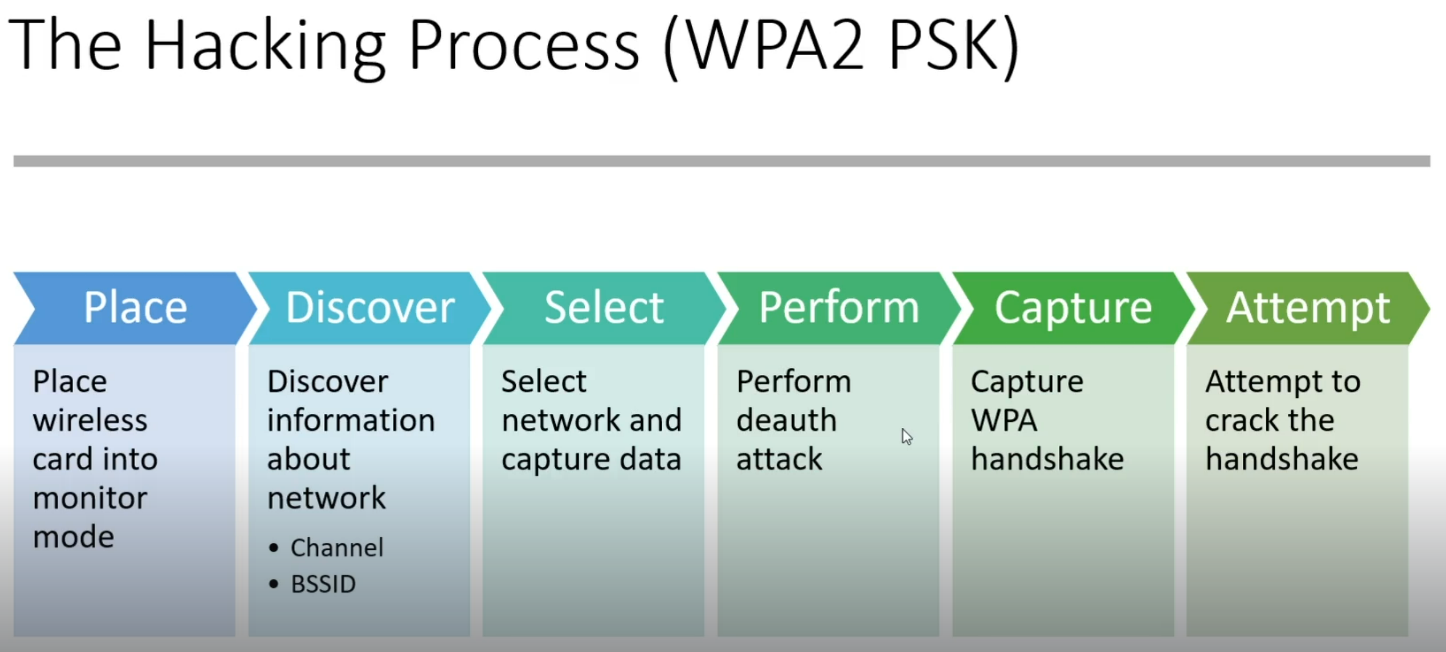 The Hacking Process (WPA2 PSK)
Place
Place
wireless
card into
monitor
mode
Discover
Discover
information
about
network
• Channel
• BSSID
Select
Select
network and
capture data
Perform
Perform
deauth
attack
Capture
Capture
WPA
handshake
Attempt
Attempt to
crack the
handshake